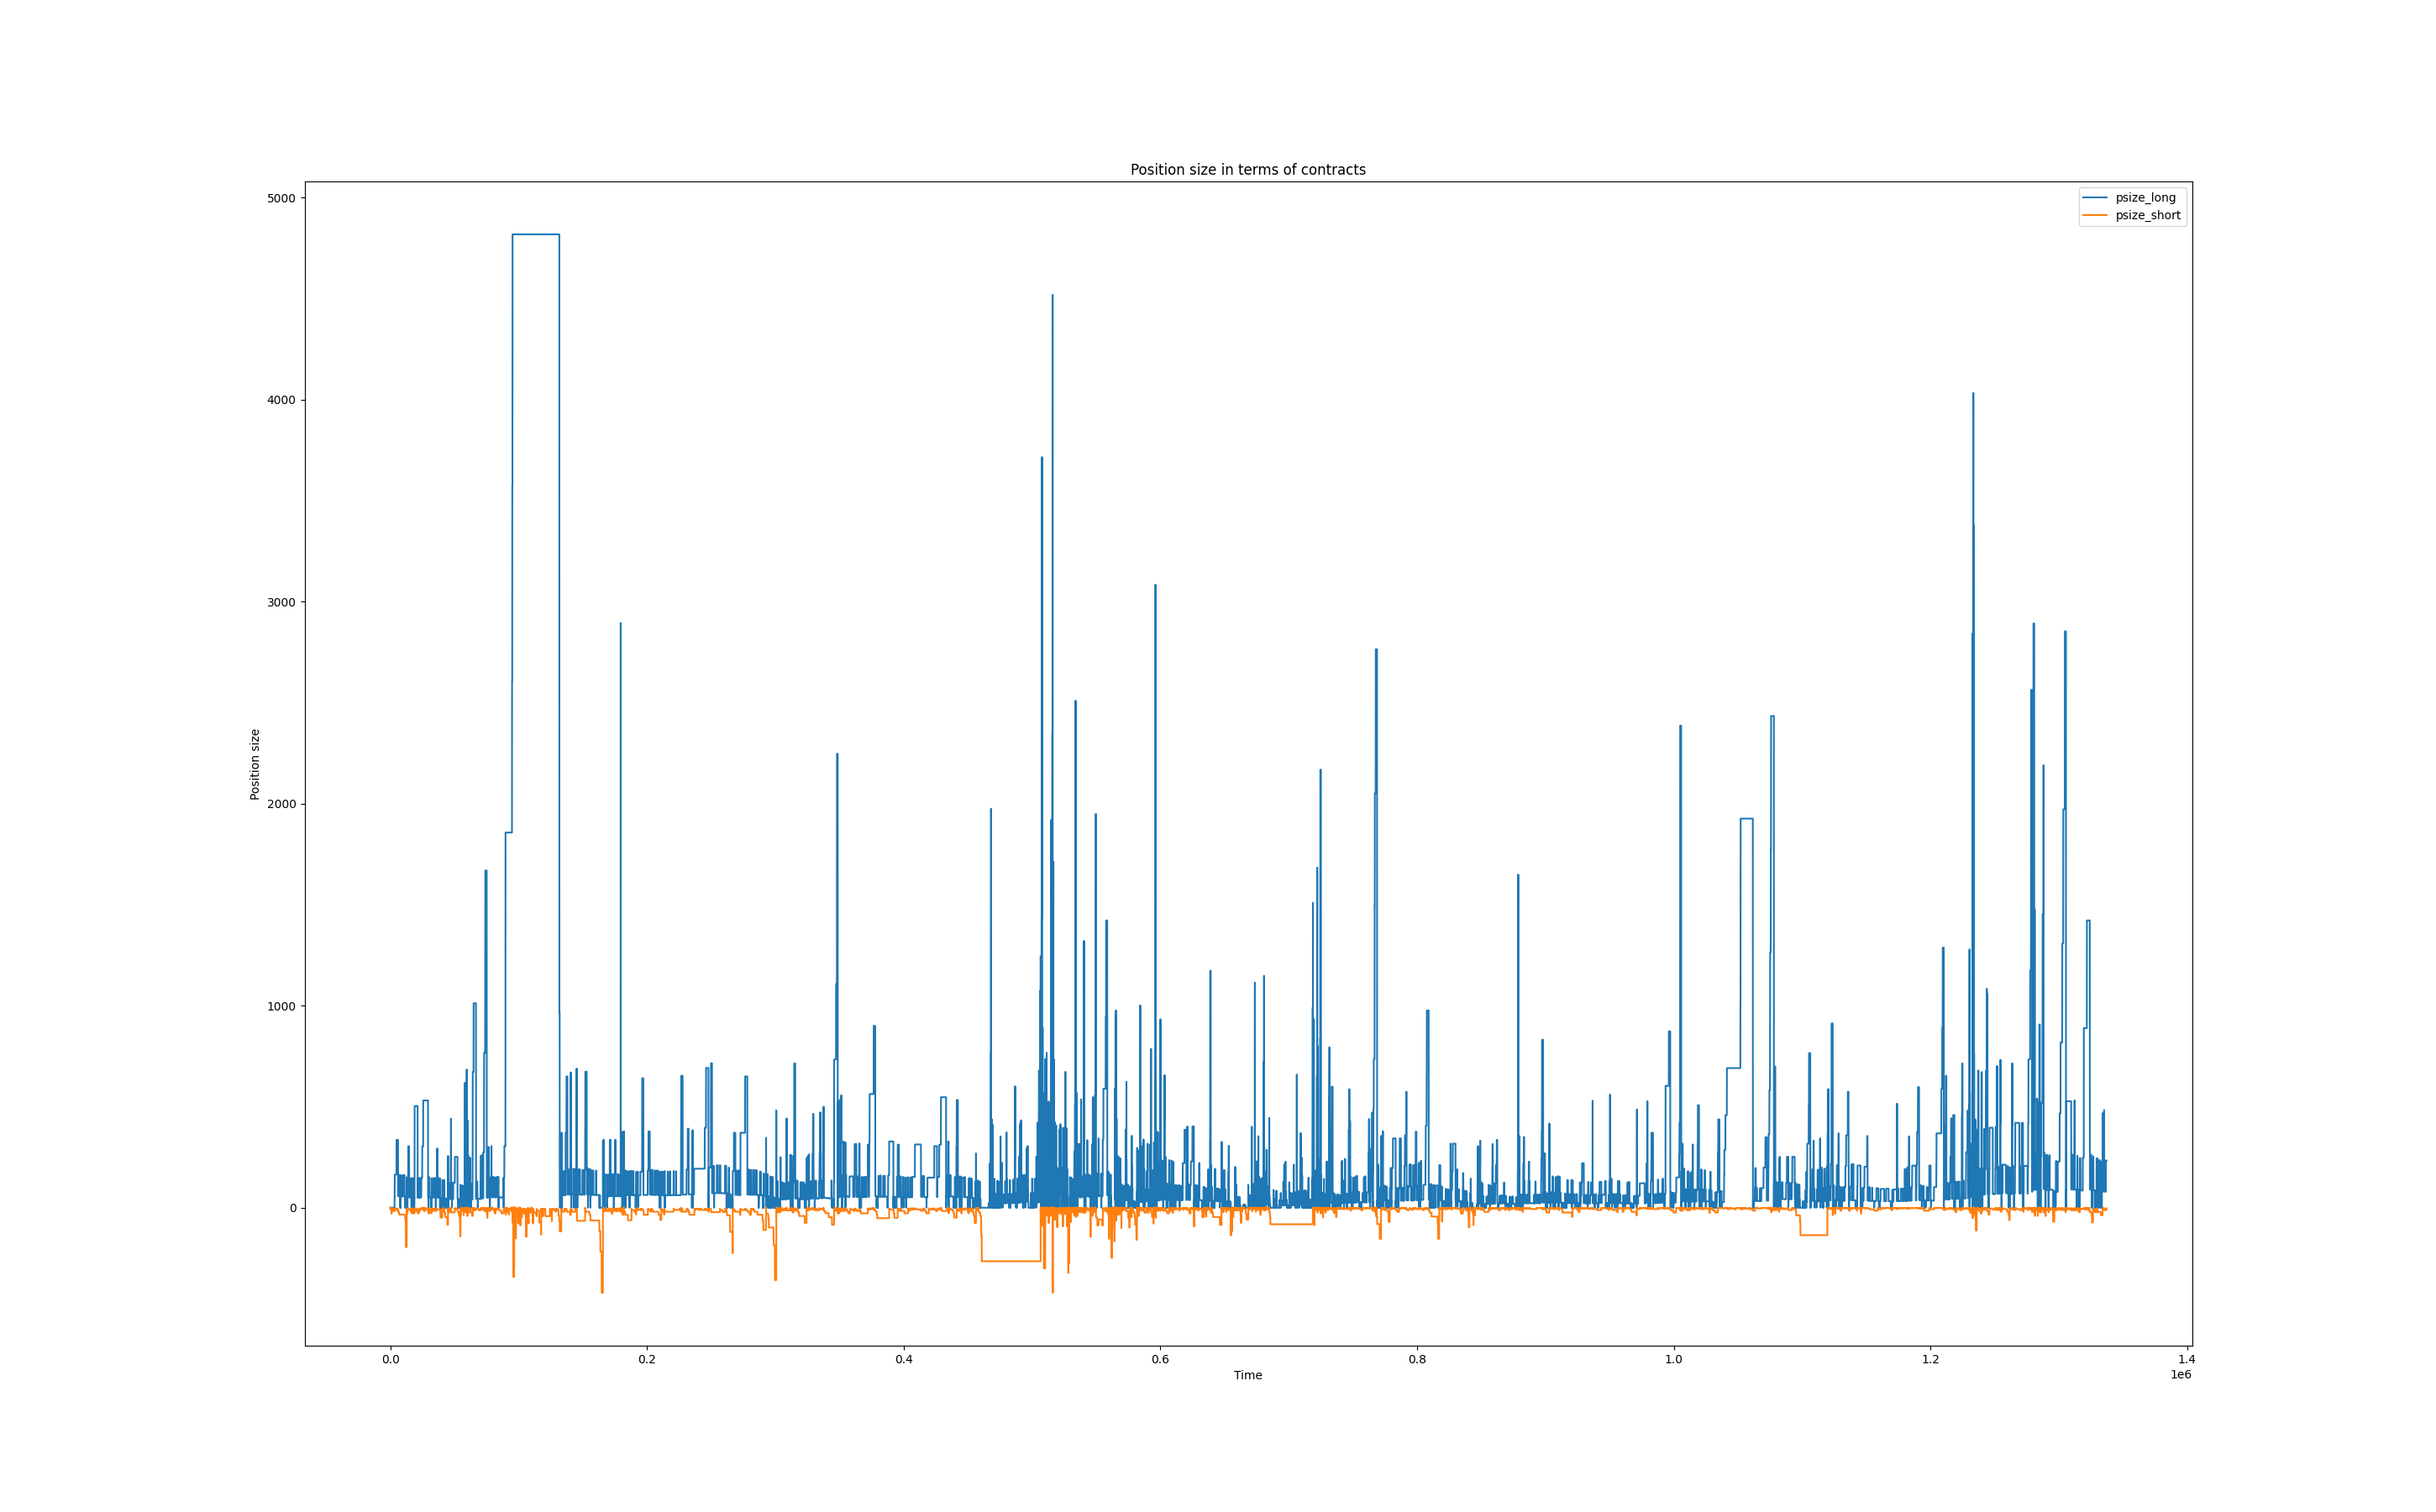 Position size in terms of contracts
psize_long
psize_short
Position size
5000
4000
3000
2000
1000
0
0.0 0.2 0.4 0.6 0.8 1.0 1.2 1.4
1e6
Time